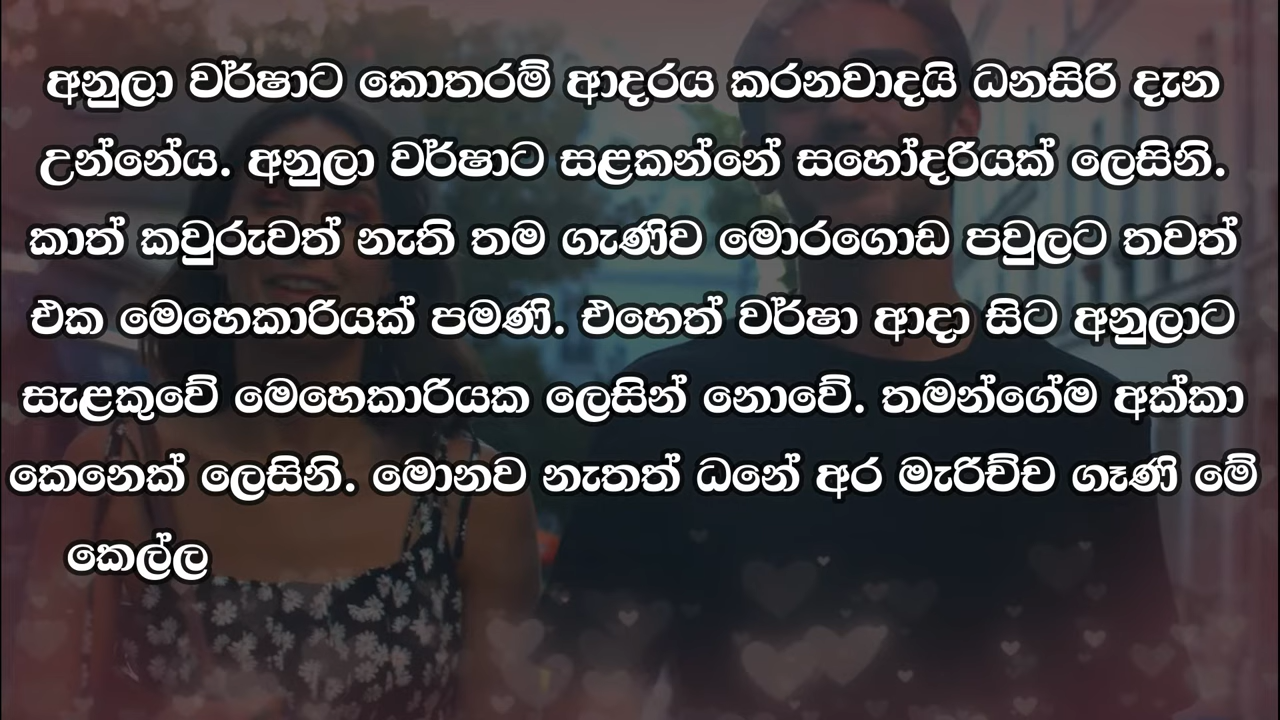 අනුලා වර්ෂාට කොතරම් ආදරය කරනවාදයි ධනසිරි දැන
උන්නේය. අනුලා වර්ෂාට සළකන්නේ සහෝදරියක් ලෙසිනි.
කාත් කවුරුවත් නැති තම ගැණිව මොරගොඩ පවුලට තවත්
එක මෙහෙකාරියක් පමණි. එහෙත් වර්ෂා ආදා සිට අනුලාට
සැළකුවේ මෙහෙකාරියක ලෙසින් නොවේ. තමන්ගේම අක්කා
කෙනෙක් ලෙසිනි. මොනව නැතත් ධනේ අර මැරිච්ච ගෑණි මේ
කෙල්ල